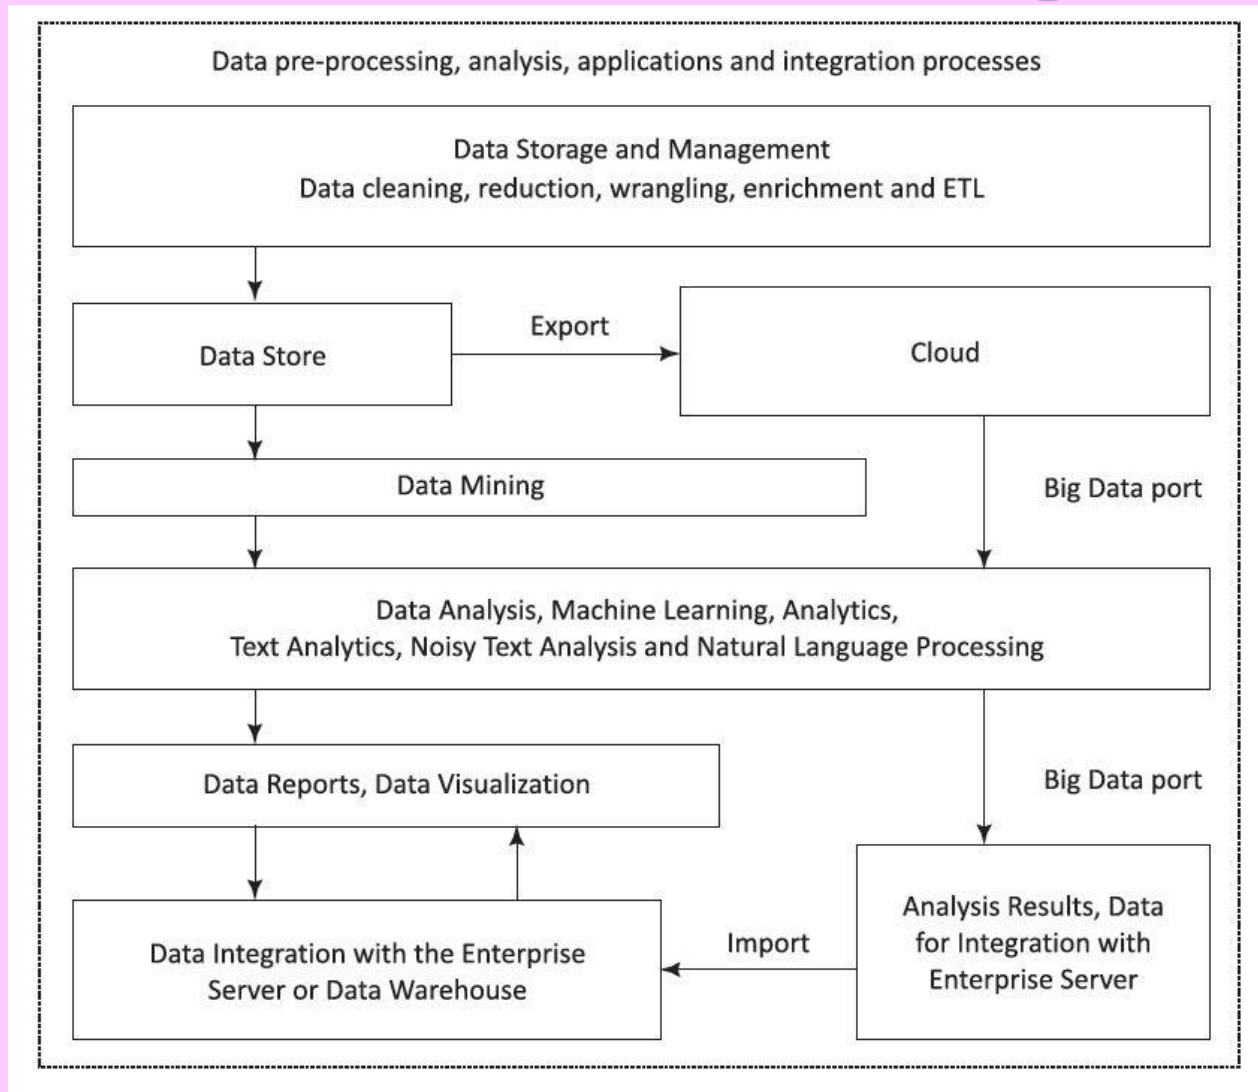 Data pre-processing, analysis, applications and integration processes
Data Storage and Management
Data cleaning, reduction, wrangling, enrichment and ETL
Data Store
Export
Cloud
Data Mining
Big Data port
Data Analysis, Machine Learning, Analytics,
Text Analytics, Noisy Text Analysis and Natural Language Processing
Data Reports, Data Visualization
Big Data port
Data Integration with the Enterprise
Server or Data Warehouse
Import
Analysis Results, Data
for Integration with
Enterprise Server